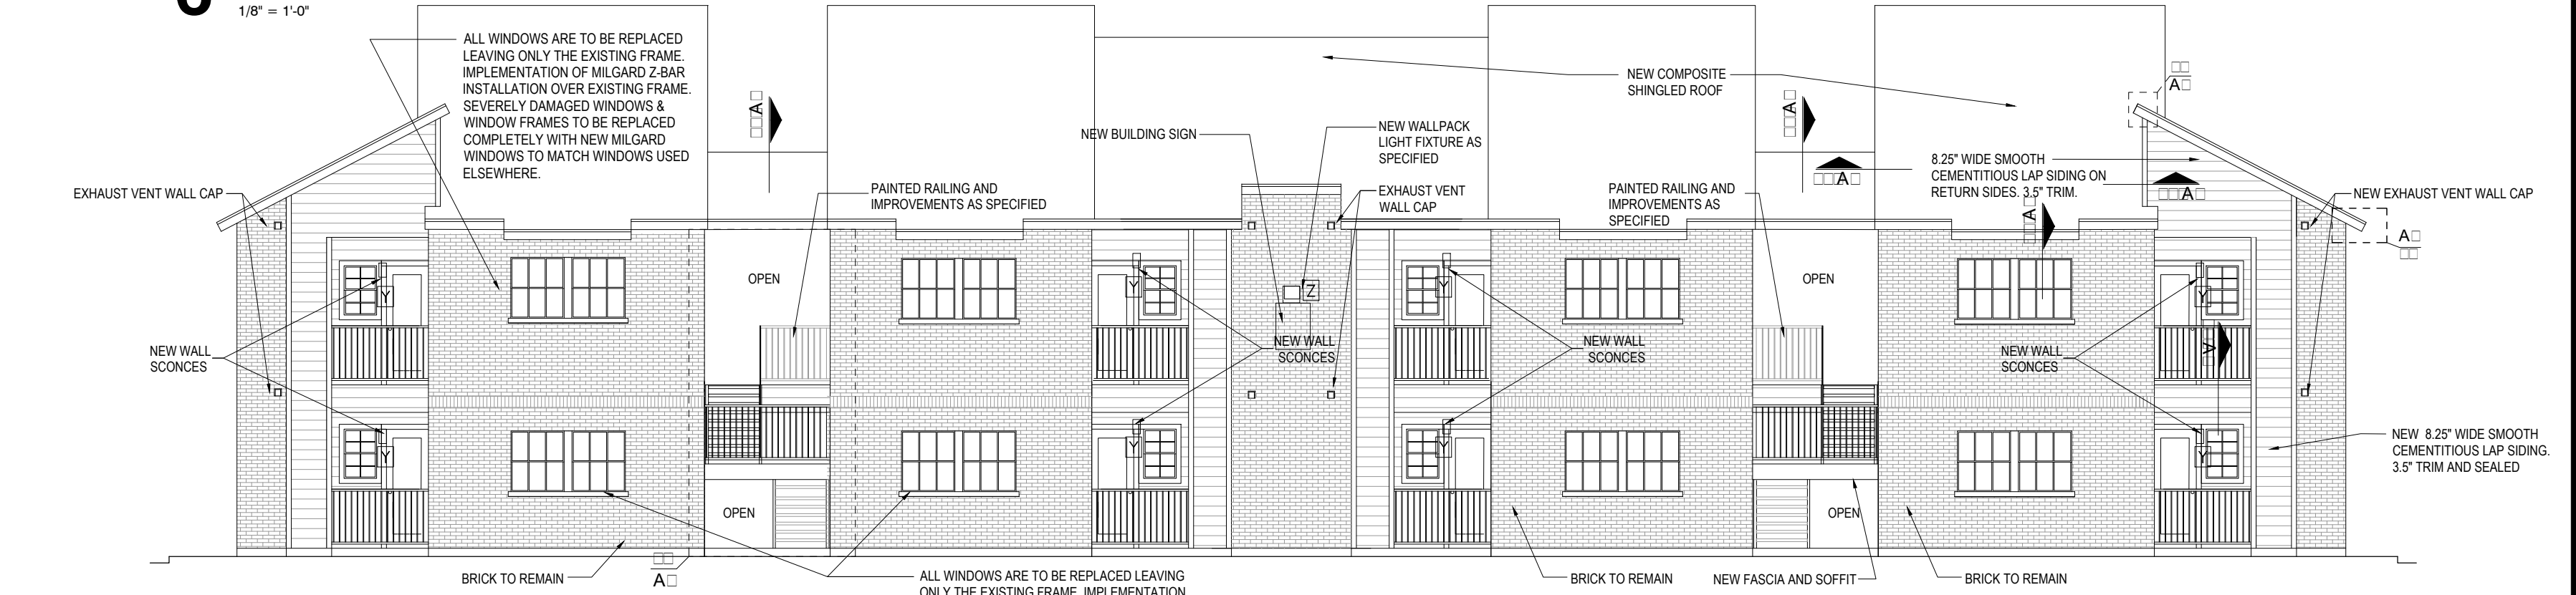 1/8" = 1'-0"
ALL WINDOWS ARE TO BE REPLACED
LEAVING ONLY THE EXISTING FRAME.
IMPLEMENTATION OF MILGARD Z-BAR
INSTALLATION OVER EXISTING FRAME.
SEVERELY DAMAGED WINDOWS &
WINDOW FRAMES TO BE REPLACED
COMPLETELY WITH NEW MILGARD
WINDOWS TO MATCH WINDOWS USED
ELSEWHERE.
NEW COMPOSITE
SHINGLED ROOF
NEW BUILDING SIGN
NEW WALLPACK
LIGHT FIXTURE AS
SPECIFIED
EXHAUST VENT WALL CAP
PAINTED RAILING AND
IMPROVEMENTS AS SPECIFIED
EXHAUST VENT
WALL CAP
PAINTED RAILING AND
IMPROVEMENTS AS
SPECIFIED
8.25" WIDE SMOOTH
CEMENTITIOUS LAP SIDING ON
RETURN SIDES. 3.5" TRIM.
NEW EXHAUST VENT WALL CAP
A
A
A
A
A
A
A
A
OPEN
OPEN
Y
Y
Z
Y
Y
NEW WALL
SCONCES
NEW WALL
SCONCES
NEW WALL
SCONCES
NEW WALL
SCONCES
Y
Y
Y
Y
NEW 8.25" WIDE SMOOTH
CEMENTITIOUS LAP SIDING.
3.5" TRIM AND SEALED
OPEN
OPEN
BRICK TO REMAIN
A
ALL WINDOWS ARE TO BE REPLACED LEAVING
ONLY THE EXISTING FRAME. IMPLEMENTATION
BRICK TO REMAIN
NEW FASCIA AND SOFFIT
BRICK TO REMAIN